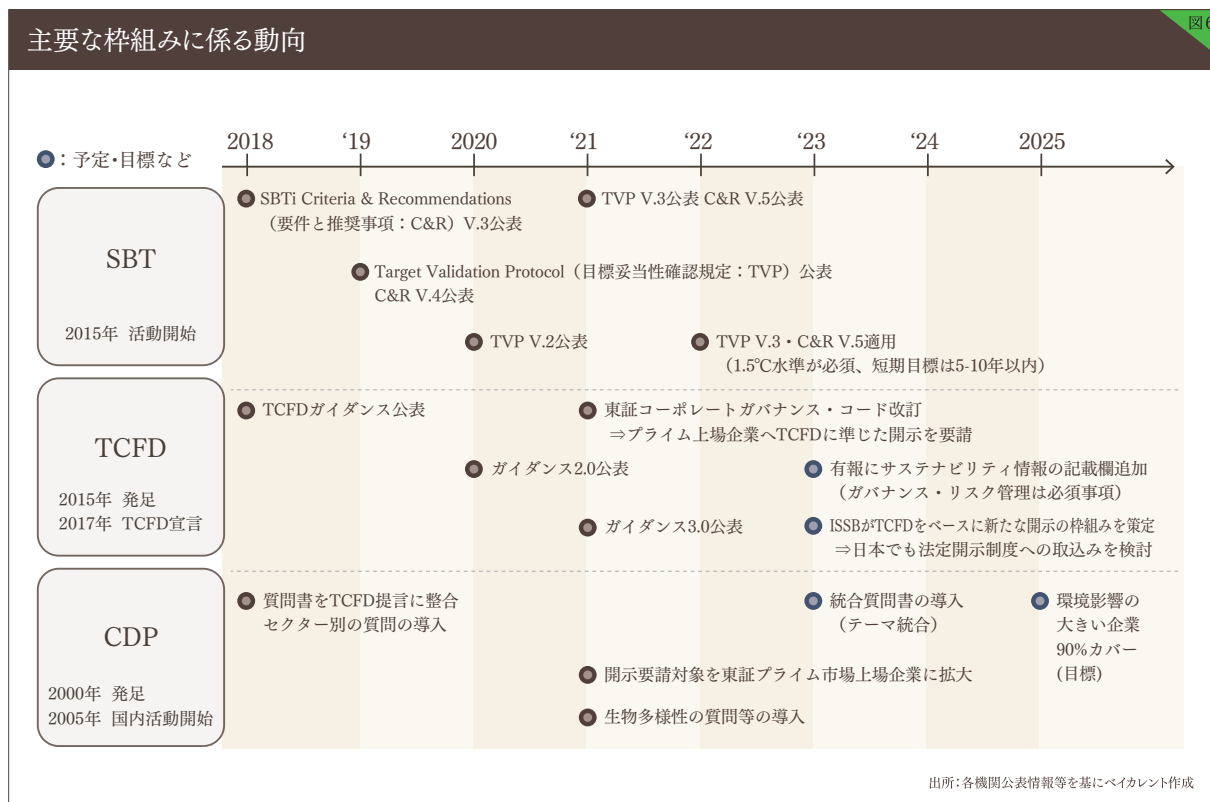 主要な枠組みに係る動向
図6
：予定・目標など
2018 ‘19 2020 ‘21 ‘22 ‘23 ‘24 2025
SBT
2015年 活動開始
SBTi Criteria & Recommendations
（要件と推奨事項：C&R）V.3公表
TVP V.3公表 C&R V.5公表
Target Validation Protocol（目標妥当性確認規定：TVP）公表
C&R V.4公表
TVP V.2公表
TVP V.3・C&R V.5適用
（1.5℃水準が必須、短期目標は5-10年以内）
TCFD
2015年 発足
2017年 TCFD宣言
TCFDガイダンス公表
東証コーポレートガバナンス・コード改訂
⇒プライム上場企業へTCFDに準じた開示を要請
ガイダンス2.0公表
有報にサステナビリティ情報の記載欄追加
（ガバナンス・リスク管理は必須事項）
ガイダンス3.0公表
ISSBがTCFDをベースに新たな開示の枠組みを策定
⇒日本でも法定開示制度への取込みを検討
CDP
2000年 発足
2005年 国内活動開始
質問書をTCFD提言に整合
セクター別の質問の導入
統合質問書の導入
（テーマ統合）
環境影響の
大きい企業
90%カバー
(目標)
開示要請対象を東証プライム市場上場企業に拡大
生物多様性の質問等の導入
出所：各機関公表情報等を基にベイカレント作成